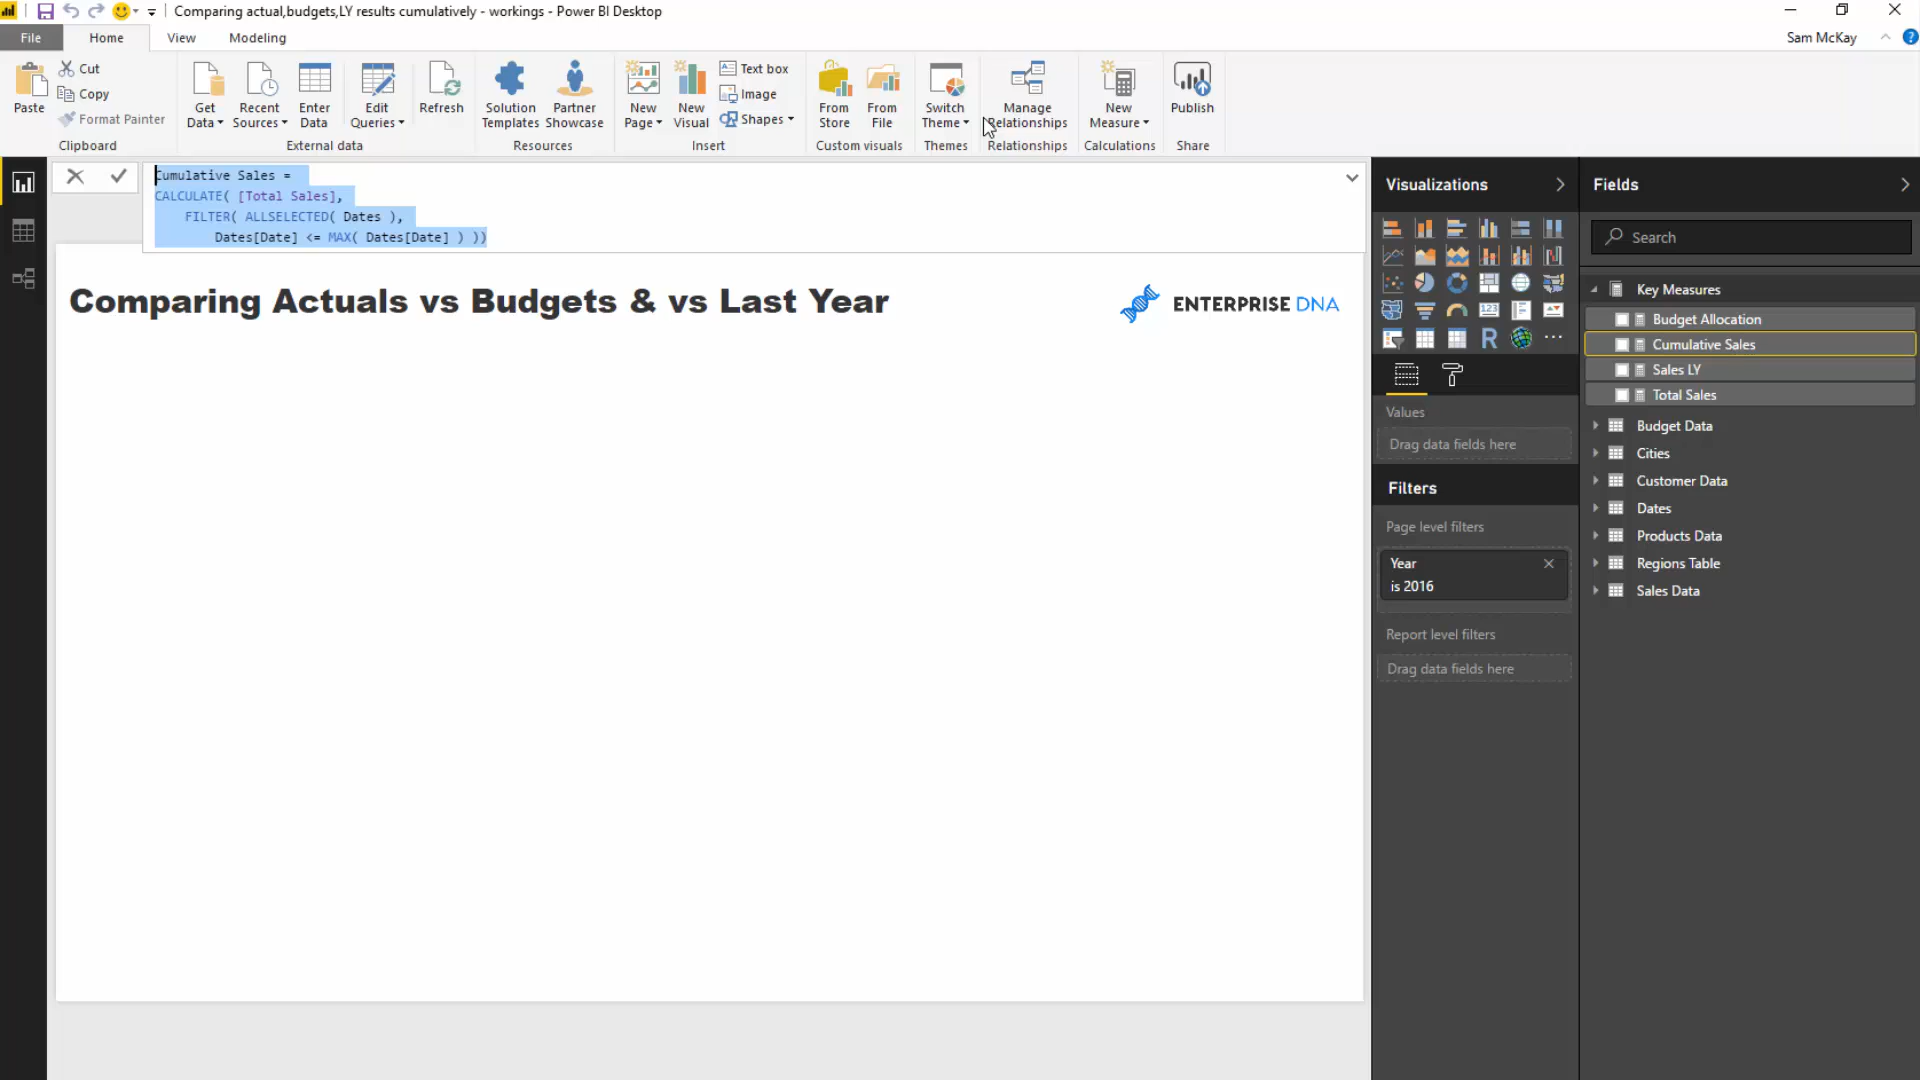 Comparing actual,budgets,LY results cumulatively - workings - Power BI Desktop
File
Home
View
Modeling
Sam McKay
?
Paste
Cut
Copy
Format Painter
Clipboard
Get Data
Recent Sources
Enter Data
Edit Queries
Refresh
External data
Solution Templates
Partner Showcase
Resources
New Page
New Visual
Text box
Image
Shapes
Insert
From Store
From File
Custom visuals
Switch Theme
Themes
Manage Relationships
Relationships
New Measure
Calculations
Publish
Share
Cumulative Sales =
CALCULATE( [Total Sales],
FILTER( ALLSELECTED( Dates ),
Dates[Date] <= MAX( Dates[Date] ) ))
Comparing Actuals vs Budgets & vs Last Year
ENTERPRISE DNA
Visualizations
123
R
Values
Drag data fields here
Filters
Page level filters
Year
is 2016
Report level filters
Drag data fields here
Fields
Search
Key Measures
Budget Allocation
Cumulative Sales
Sales LY
Total Sales
Budget Data
Cities
Customer Data
Dates
Products Data
Regions Table
Sales Data